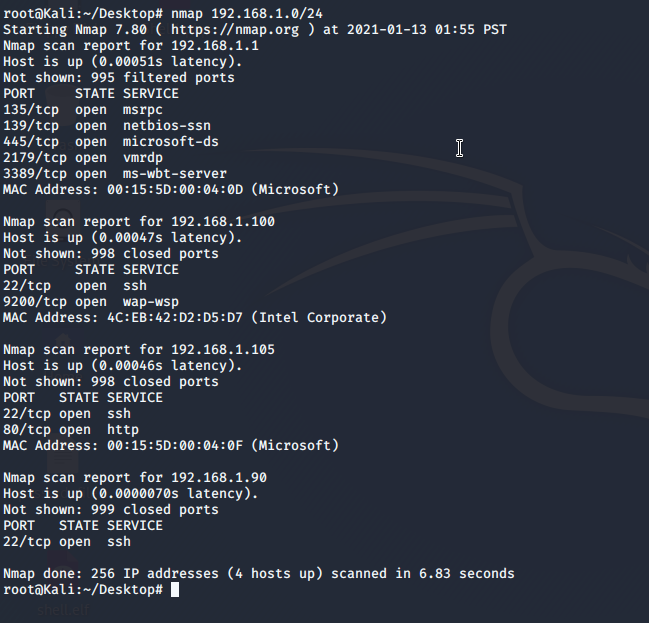 root@Kali:~/Desktop# nmap 192.168.1.0/24
Starting Nmap 7.80 ( https://nmap.org ) at 2021-01-13 01:55 PST
Nmap scan report for 192.168.1.1
Host is up (0.00051s latency).
Not shown: 995 filtered ports
PORT     STATE SERVICE
135/tcp  open  msrpc
139/tcp  open  netbios-ssn
445/tcp  open  microsoft-ds
2179/tcp open  vmrdp
3389/tcp open  ms-wbt-server
MAC Address: 00:15:5D:00:04:0D (Microsoft)

Nmap scan report for 192.168.1.100
Host is up (0.00047s latency).
Not shown: 998 closed ports
PORT     STATE SERVICE
22/tcp   open  ssh
9200/tcp open  wap-wsp
MAC Address: 4C:EB:42:D2:D5:D7 (Intel Corporate)

Nmap scan report for 192.168.1.105
Host is up (0.00046s latency).
Not shown: 998 closed ports
PORT   STATE SERVICE
22/tcp open  ssh
80/tcp open  http
MAC Address: 00:15:5D:00:04:0F (Microsoft)

Nmap scan report for 192.168.1.90
Host is up (0.0000070s latency).
Not shown: 999 closed ports
PORT   STATE SERVICE
22/tcp open  ssh

Nmap done: 256 IP addresses (4 hosts up) scanned in 6.83 seconds
root@Kali:~/Desktop#
shell.elf